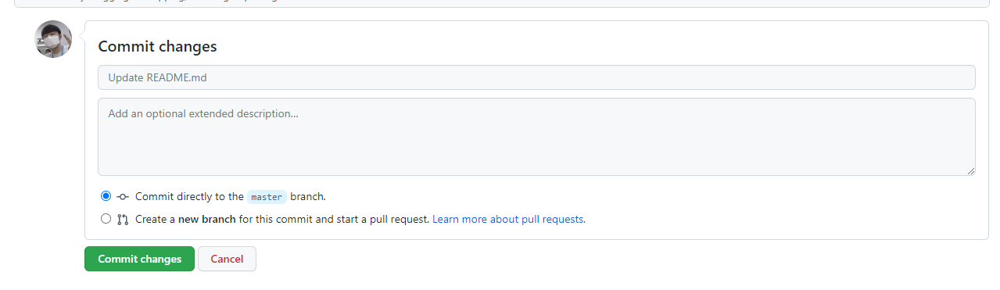 Commit changes
Update README.md
Add an optional extended description...
Commit directly to the master branch.
Create a new branch for this commit and start a pull request. Learn more about pull requests.
Commit changes
Cancel